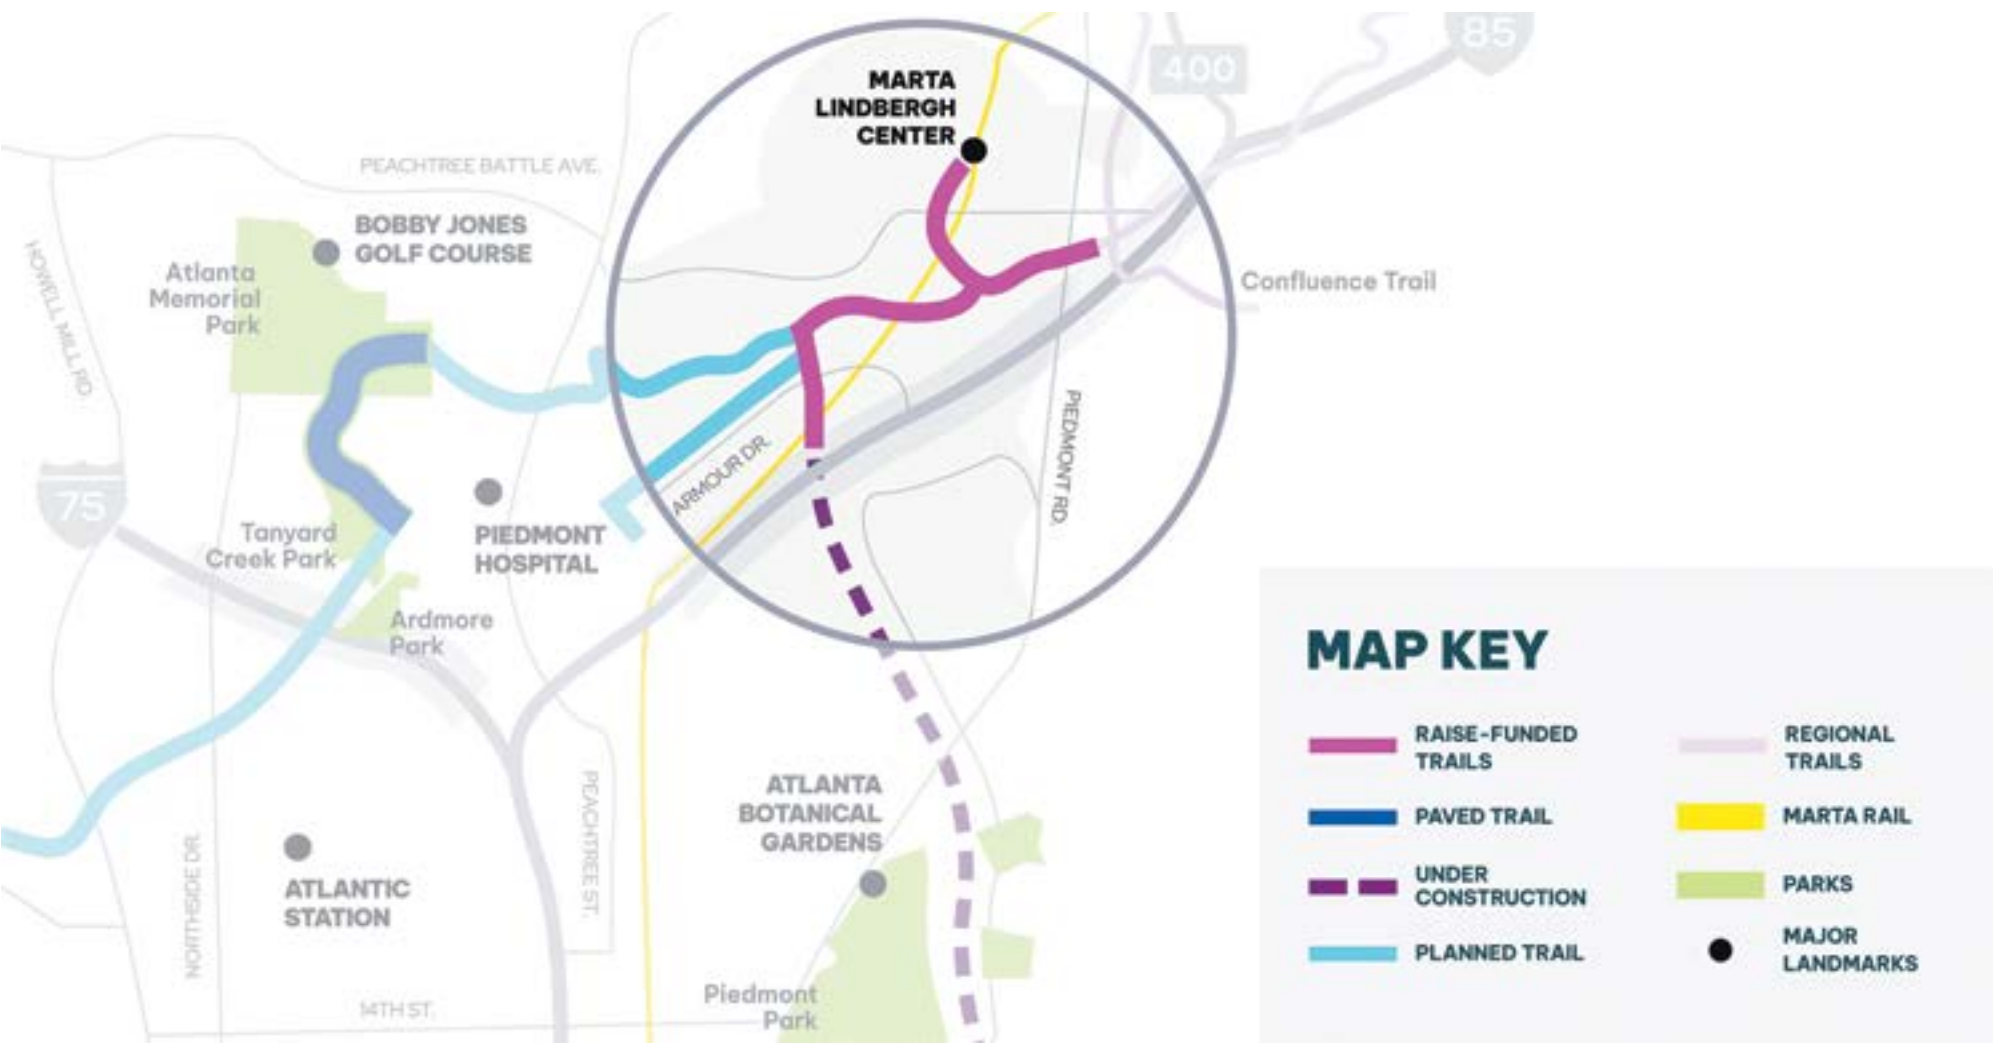 85
400
MARTA
LINDBERGH
CENTER
PEACHTREE BATTLE AVE.
BOBBY JONES
GOLF COURSE
HOWELL MILL RD
Atlanta
Memorial
Park
Confluence Trail
PIEDMONT RD.
ARMOUR DR.
75
Tanyard
Creek Park
PIEDMONT
HOSPITAL
Ardmore
Park
ATLANTA
BOTANICAL
GARDENS
PEACHTREE ST.
NORTHSIDE DR.
ATLANTIC
STATION
14TH ST.
Piedmont
Park
MAP KEY
RAISE-FUNDED
TRAILS
PAVED TRAIL
UNDER
CONSTRUCTION
PLANNED TRAIL
REGIONAL
TRAILS
MARTA RAIL
PARKS
MAJOR
LANDMARKS